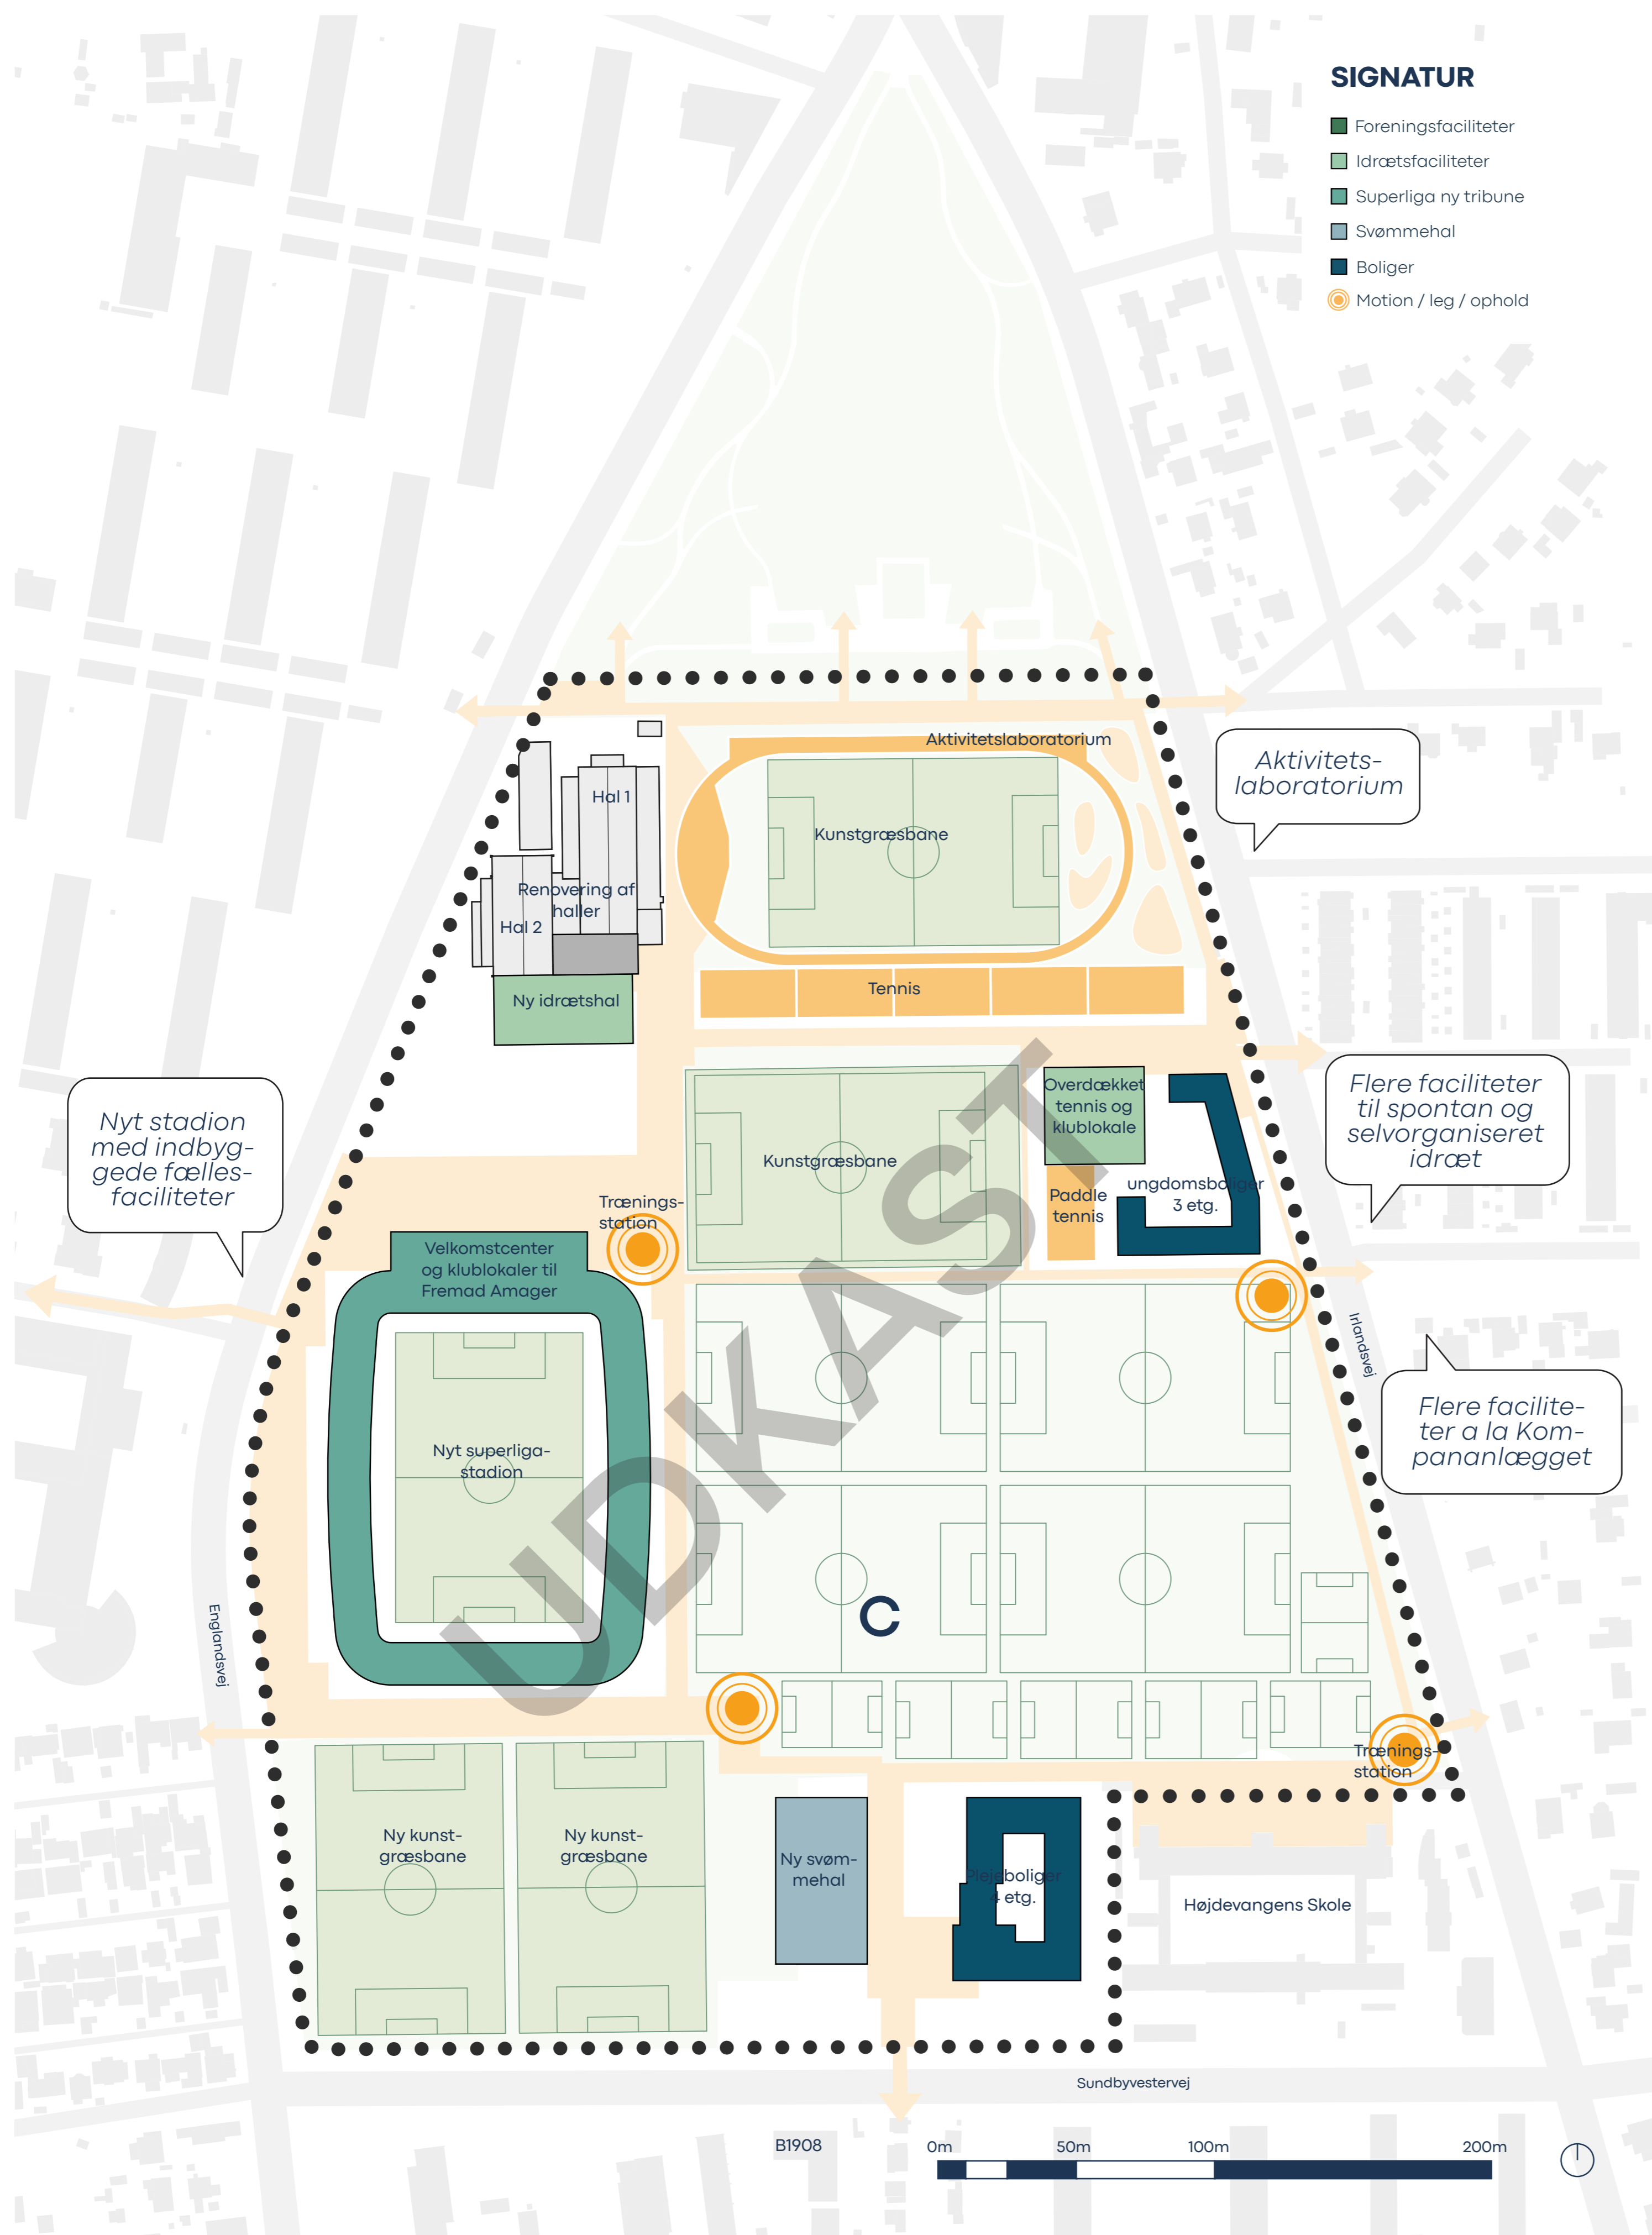 SIGNATUR
Foreningsfaciliteter
Idrætsfaciliteter
Superliga ny tribune
Svømmehal
Boliger
Motion / leg / ophold
Aktivitetslaboratorium
Aktivitets-
laboratorium
Hal 1
Kunstgræsbane
Renovering af
haller
Hal 2
Tennis
Ny idrætshal
Nyt stadion
med indbyg-
gede fælles-
faciliteter
Overdækket
tennis og
klublokale
Flere faciliteter
til spontan og
selvorganiseret
idræt
Kunstgræsbane
Paddle
tennis
ungdomsboliger
3 etg.
Trænings-
station
Velkomstcenter
og klublokaler til
Fremad Amager
Irlandsvej
Flere facilite-
ter a la Kom-
pananlægget
Nyt superliga-
stadion
UDKAST
C
Englandsvej
Trænings-
station
Ny kunst-
græsbane
Ny kunst-
græsbane
Ny svøm-
mehal
Plejeboliger
4 etg.
Højdevangens Skole
Sundbyvestervej
B1908
0m
50m
100m
200m